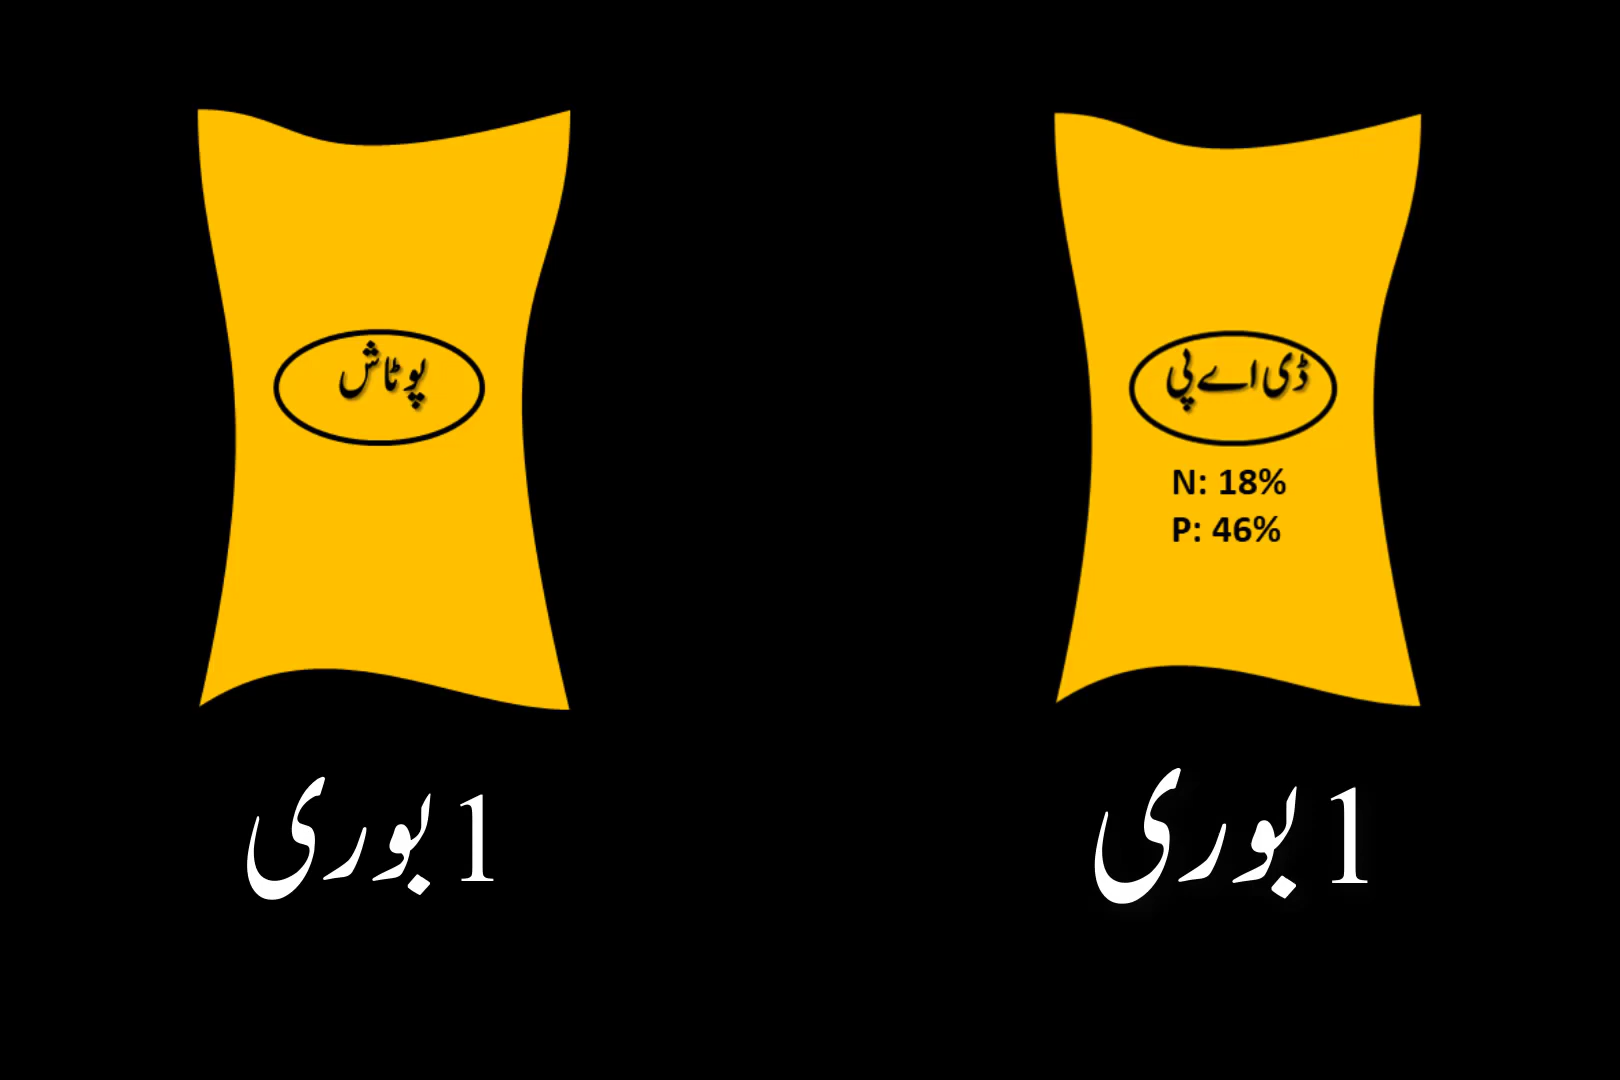 پوٹاش
ڈی اے پی
N: 18%
P: 46%
1 بوری
1 بوری